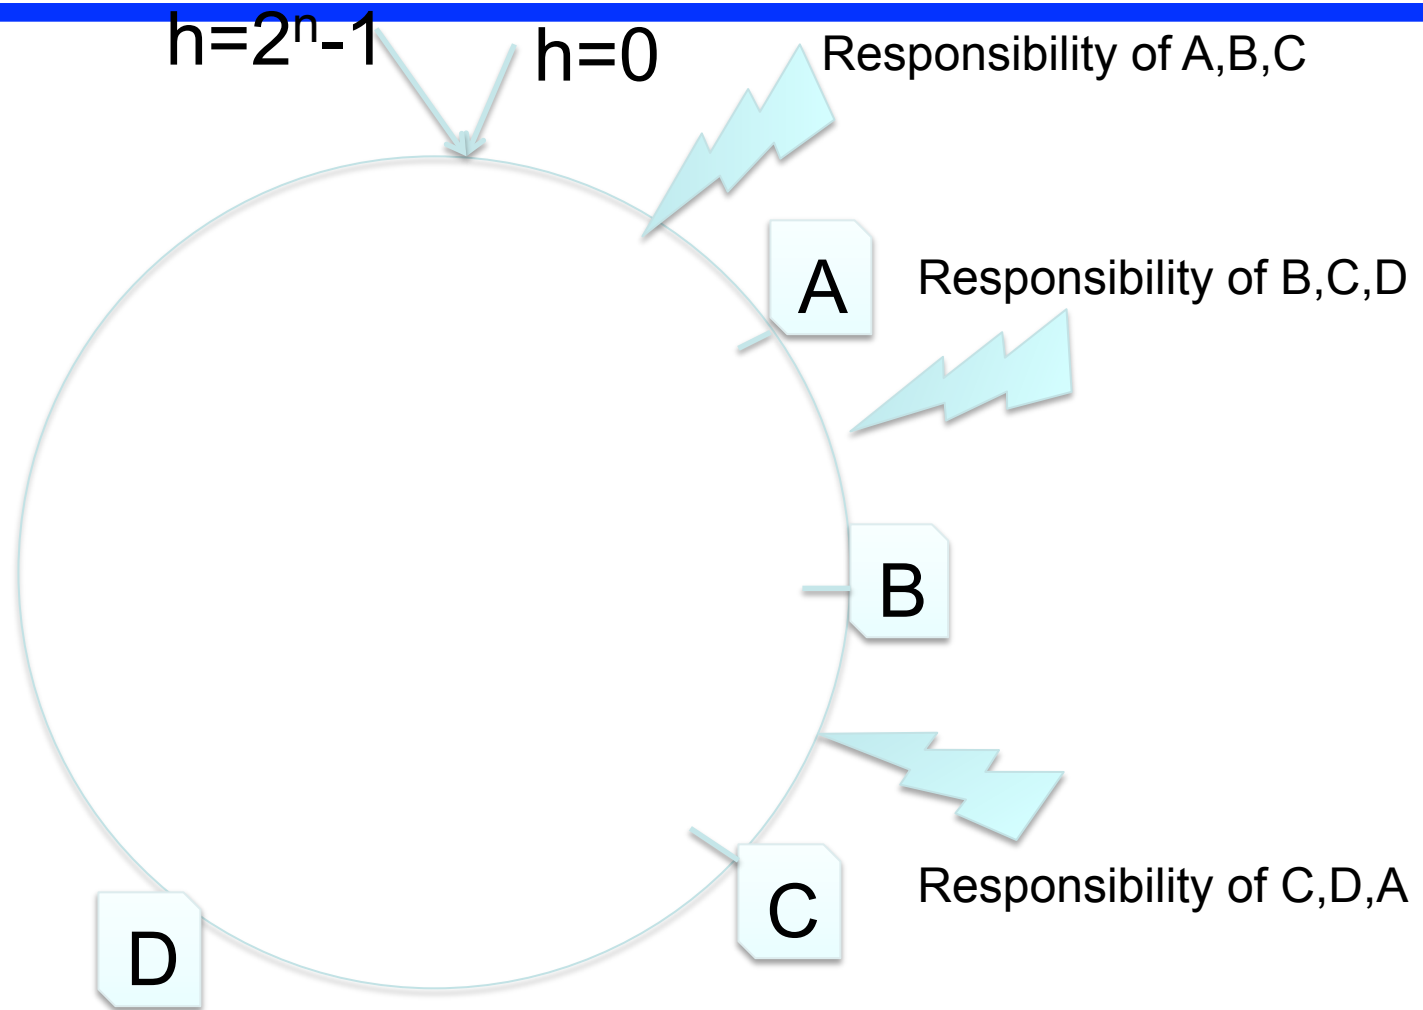 h=2ⁿ-1
h=0
Responsibility of A,B,C
A
Responsibility of B,C,D
B
Responsibility of C,D,A
C
D